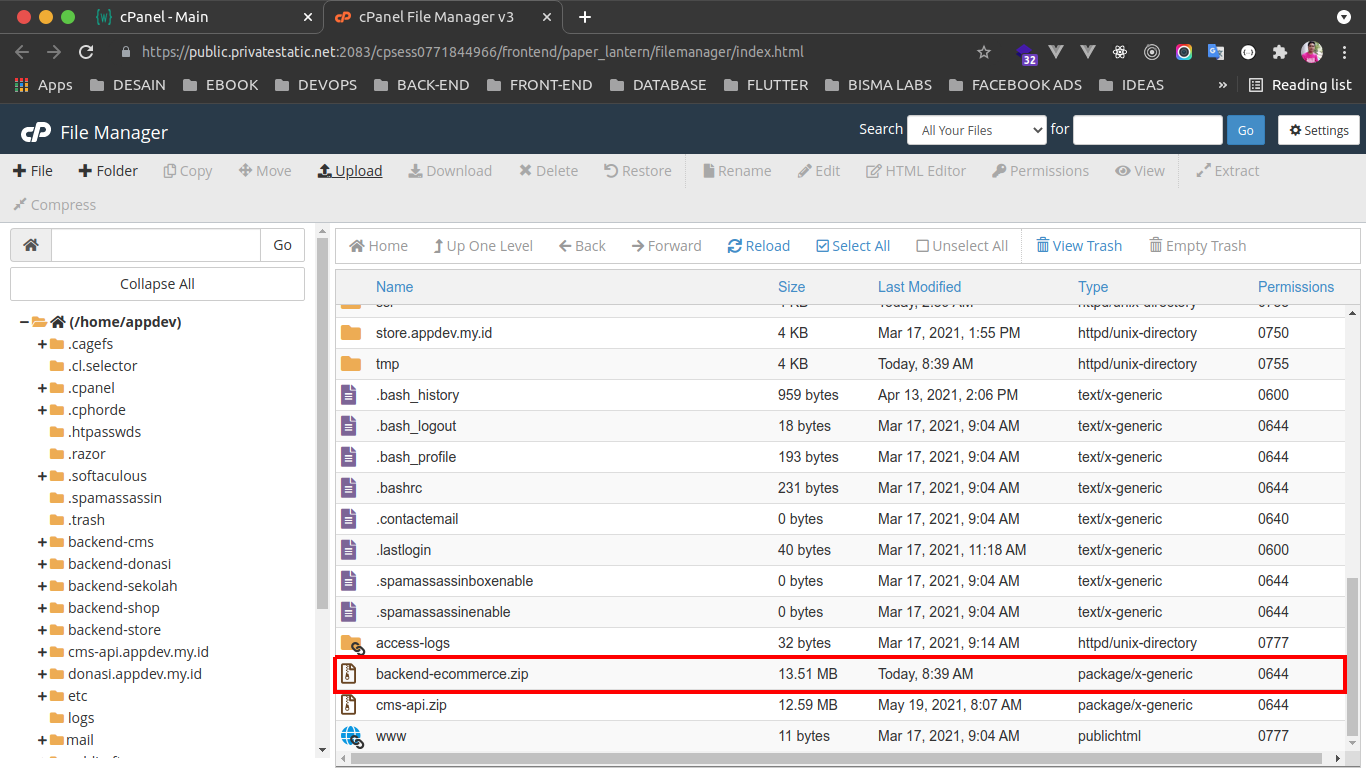 cPanel - Main
cPanel File Manager v3
https://public.privatestatic.net:2083/cpsess0771844966/frontend/paper_lantern/filemanager/index.html
32
Apps DESAIN EBOOK DEVOPS BACK-END FRONT-END DATABASE FLUTTER BISMA LABS FACEBOOK ADS IDEAS » Reading list
cP File Manager
Search All Your Files for Go Settings
File Folder Copy Move Upload Download Delete Restore Rename Edit HTML Editor Permissions View Extract
Compress
Go
Collapse All
(/home/appdev)
.cagefs
.cl.selector
.cpanel
.cphorde
.htpasswds
.razor
.softaculous
.spamassassin
.trash
backend-cms
backend-donasi
backend-sekolah
backend-shop
backend-store
cms-api.appdev.my.id
donasi.appdev.my.id
etc
logs
mail
Home Up One Level Back Forward Reload Select All Unselect All View Trash Empty Trash
Name Size Last Modified Type Permissions
store.appdev.my.id 4 KB Mar 17, 2021, 1:55 PM httpd/unix-directory 0750
tmp 4 KB Today, 8:39 AM httpd/unix-directory 0755
.bash_history 959 bytes Apr 13, 2021, 2:06 PM text/x-generic 0600
.bash_logout 18 bytes Mar 17, 2021, 9:04 AM text/x-generic 0644
.bash_profile 193 bytes Mar 17, 2021, 9:04 AM text/x-generic 0644
.bashrc 231 bytes Mar 17, 2021, 9:04 AM text/x-generic 0644
.contactemail 0 bytes Mar 17, 2021, 9:04 AM text/x-generic 0640
.lastlogin 40 bytes Mar 17, 2021, 11:18 AM text/x-generic 0600
.spamassassinboxenable 0 bytes Mar 17, 2021, 9:04 AM text/x-generic 0644
.spamassassinenable 0 bytes Mar 17, 2021, 9:04 AM text/x-generic 0644
access-logs 32 bytes Mar 17, 2021, 9:14 AM httpd/unix-directory 0777
backend-ecommerce.zip 13.51 MB Today, 8:39 AM package/x-generic 0644
cms-api.zip 12.59 MB May 19, 2021, 8:07 AM package/x-generic 0644
www 11 bytes Mar 17, 2021, 9:04 AM publichtml 0777